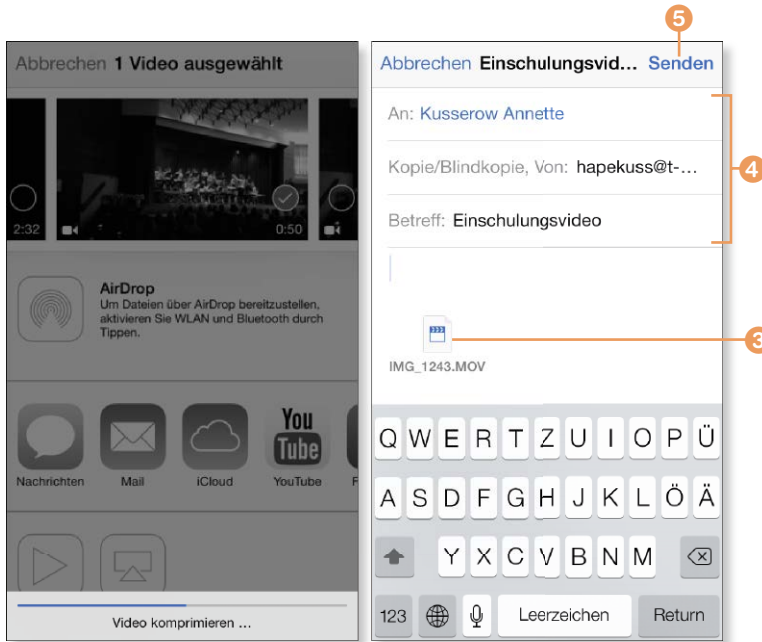 5
Abbrechen 1 Video ausgewählt
2:32
0:50
AirDrop
Um Dateien über AirDrop bereitzustellen,
aktivieren Sie WLAN und Bluetooth durch
Tippen.
Nachrichten Mail iCloud YouTube F
You
Tube
Video komprimieren ...
Abbrechen Einschulungsvid... Senden
An: Kusserow Annette
Kopie/Blindkopie, Von: hapekuss@t-...
4
Betreff: Einschulungsvideo
3
IMG_1243.MOV
Q W E R T Z U I O P Ü
A S D F G H J K L Ö Ä
Y X C V B N M
123 Leerzeichen Return